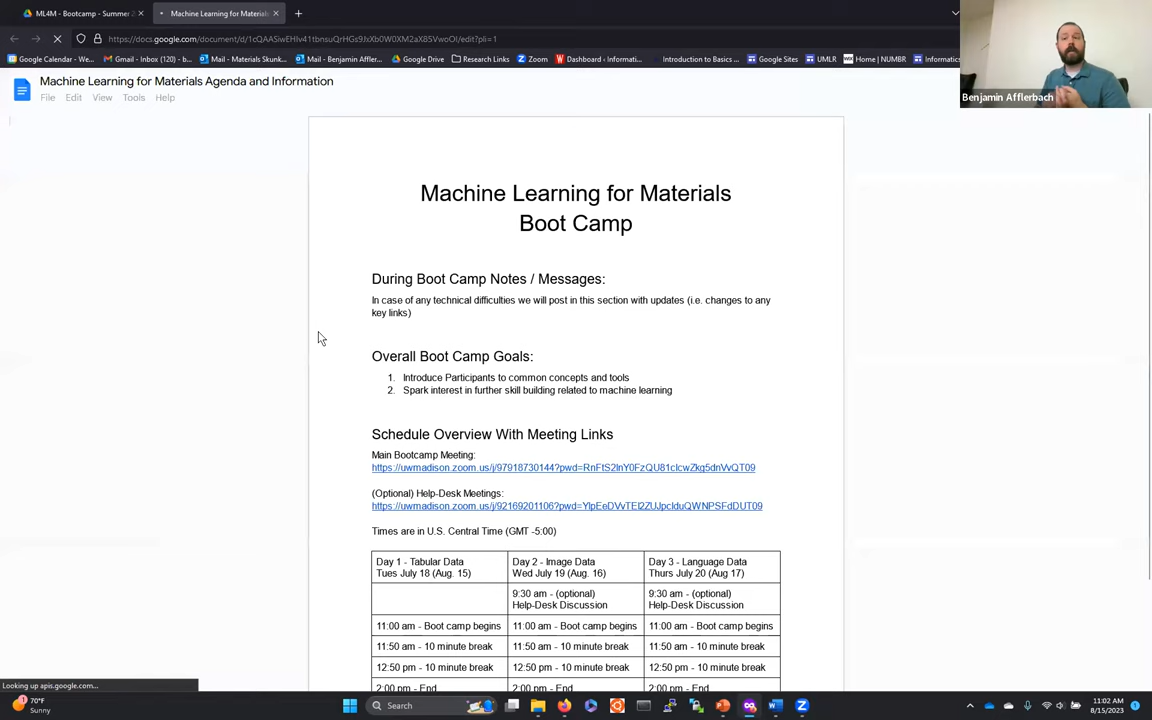 ML4M - Bootcamp - Summer 2
Machine Learning for Materials
https://docs.google.com/document/d/1cQAASiwEHIv41tbnsuQrHGs9JxXb0W0XM2aX85VwoOI/edit?pli=1
Google Calendar - We...
Gmail - Inbox (120) - b...
Mail - Materials Skunk...
Mail - Benjamin Affler...
Google Drive
Research Links
Zoom
Dashboard - Informati...
Introduction to Basics ...
Google Sites
UMLR
Home | NUMBR
Informatics
Benjamin Afflerbach
Machine Learning for Materials Agenda and Information
File Edit View Tools Help
Machine Learning for Materials
Boot Camp
During Boot Camp Notes / Messages:
In case of any technical difficulties we will post in this section with updates (i.e. changes to any
key links)
Overall Boot Camp Goals:
1. Introduce Participants to common concepts and tools
2. Spark interest in further skill building related to machine learning
Schedule Overview With Meeting Links
Main Bootcamp Meeting:
https://uwmadison.zoom.us/j/97918730144?pwd=RnFtS2lnY0FzQU81clcwZkg5dnVvQT09
(Optional) Help-Desk Meetings:
https://uwmadison.zoom.us/j/92169201106?pwd=YlpEeDVvTEI2ZUJpclduQWNPSFdDUT09
Times are in U.S. Central Time (GMT -5:00)
Day 1 - Tabular Data
Tues July 18 (Aug. 15)
Day 2 - Image Data
Wed July 19 (Aug. 16)
Day 3 - Language Data
Thurs July 20 (Aug 17)
9:30 am - (optional)
Help-Desk Discussion
9:30 am - (optional)
Help-Desk Discussion
11:00 am - Boot camp begins
11:00 am - Boot camp begins
11:00 am - Boot camp begins
11:50 am - 10 minute break
11:50 am - 10 minute break
11:50 am - 10 minute break
12:50 pm - 10 minute break
12:50 pm - 10 minute break
12:50 pm - 10 minute break
2:00 pm - End
2:00 pm - End
2:00 pm - End
Looking up apis.google.com...
70°F
Sunny
Search
11:02 AM
8/15/2023